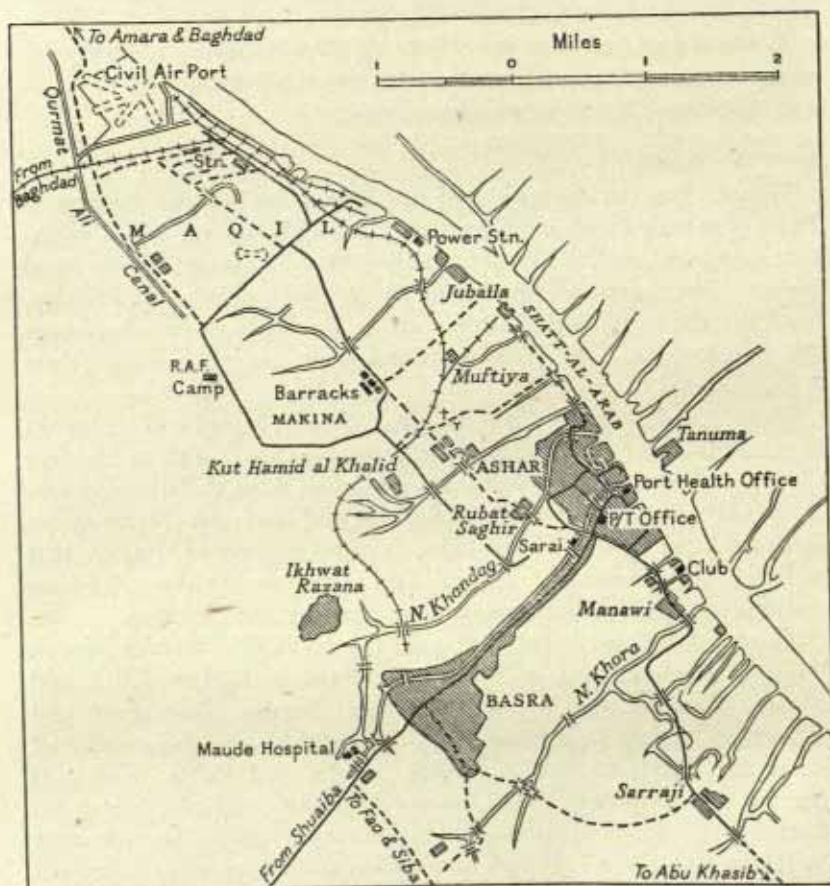 To Amara & Baghdad
Miles
1 0 1 2
Civil Air Port
Qurmat Ali Canal
From Baghdad
Stn.
MAQIL
Power Stn.
Juballa
SHATT-AL-ARAB
R.A.F. Camp
Barracks
MAKINA
Muftiya
Tanuma
Kut Hamid al Khalid
ASHAR
Port Health Office
Rubat Saghir
P/T Office
Sarai
Club
Ikhwat Razana
N. Khandag
Manawi
N. Khora
BASRA
Maude Hospital
Sarraji
From Shuaiba
To Fao & Siba
To Abu Khasib